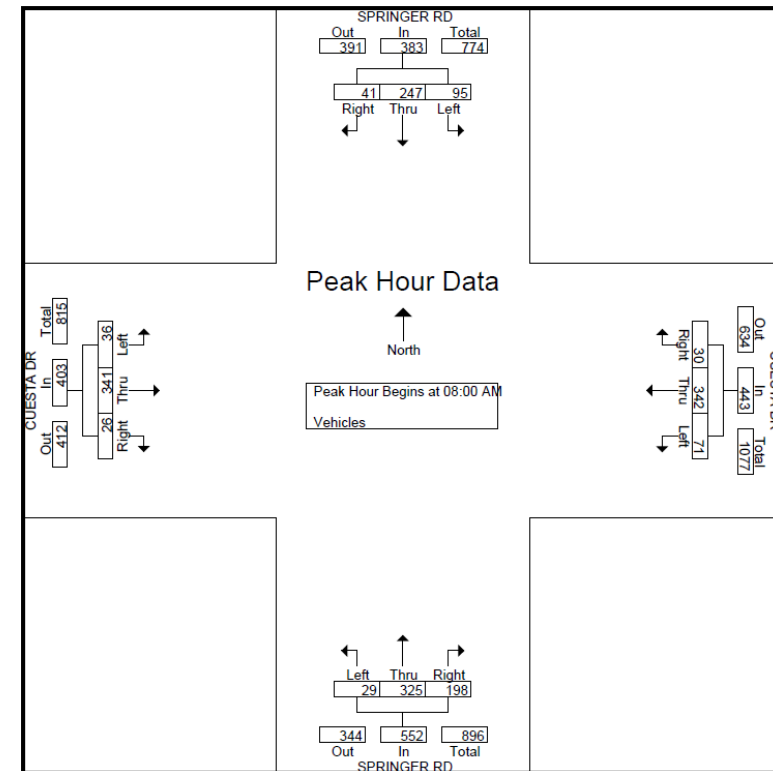 SPRINGER RD
Out In Total
391 383 774
41 247 95
Right Thru Left
Peak Hour Data
North
Peak Hour Begins at 08:00 AM
Vehicles
CUESTA DR
Total In Out
815 403 412
36 341 26
Left Thru Right
Right Thru Left
30 342 71
634 443 1077
Out In Total
CUESTA DR
Left Thru Right
29 325 198
344 552 896
Out In Total
SPRINGER RD